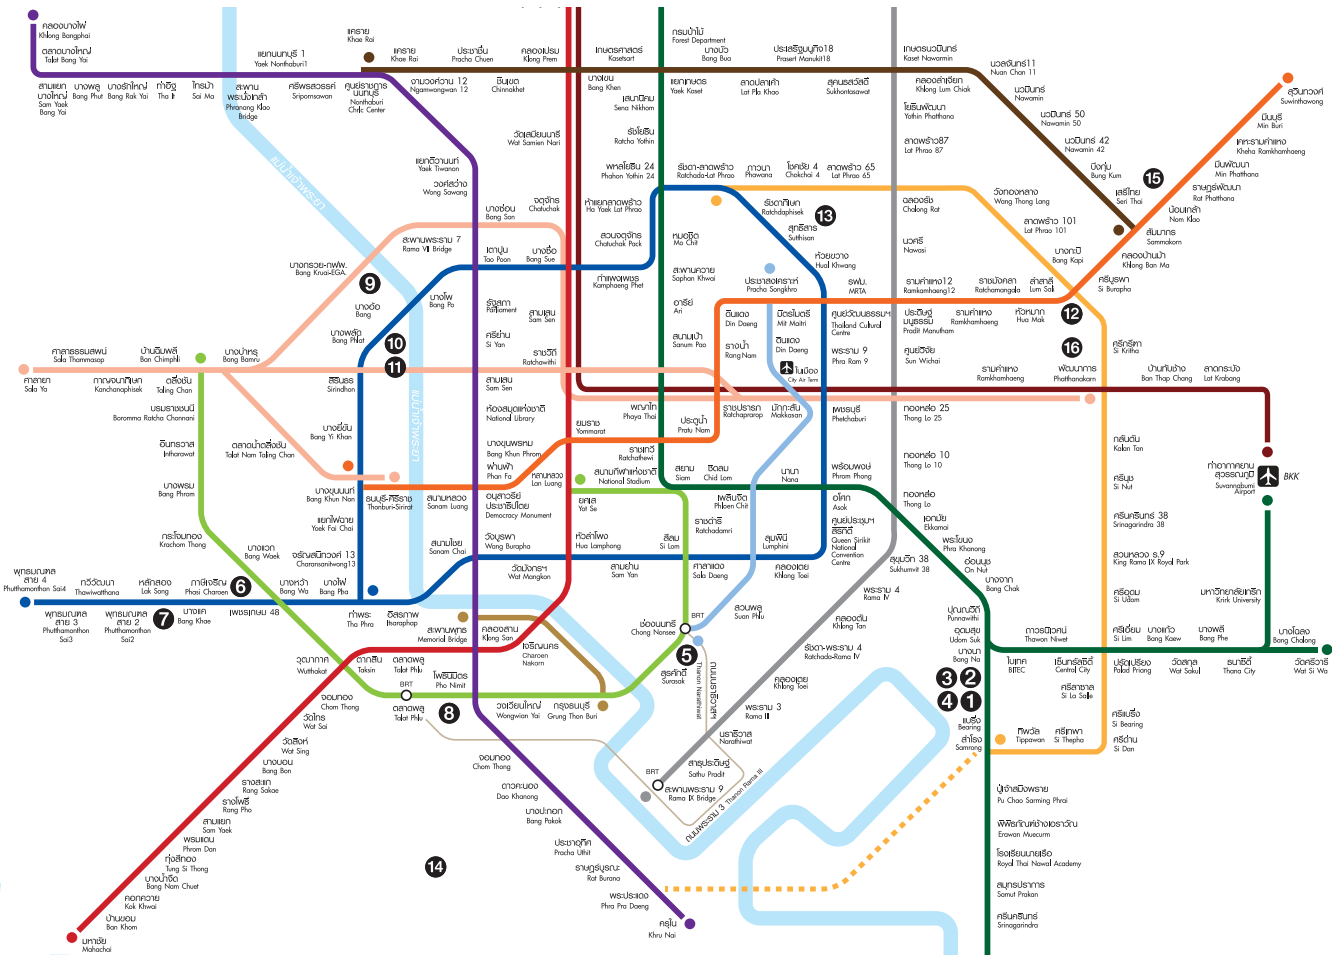 คลองบางไผ่
Khlong Bangphai
ตลาดบางใหญ่
Talat Bang Yai
สามแยก
บางใหญ่
Sam Yaek
Bang Yai
บางพลู
Bang Phut
บางรักใหญ่
Bang Rak Yai
ท่าอิฐ
Tha It
ไทรม้า
Sai Ma
สะพาน
พระนั่งเกล้า
Phranang Klao
Bridge
แยกนนทบุรี 1
Yaek Nonthaburi1
ศรีพรสวรรค์
Sripornsawan
ศูนย์ราชการ
นนทบุรี
Nonthaburi
Civic Center
แคราย
Khae Rai
แคราย
Khae Rai
งามวงศ์วาน 12
Ngamwongwan 12
ประชาชื่น
Pracha Chuen
ชินเขต
Chinnakhet
คลองเปรม
Klong Prem
เกษตรศาสตร์
Kasetsart
บางเขน
Bang Khen
เสนานิคม
Sena Nikhom
รัชโยธิน
Ratcha Yothin
พหลโยธิน 24
Phahon Yothin 24
ห้าแยกลาดพร้าว
Ha Yaek Lat Phrao
สวนจตุจักร
Chatuchak Park
กำแพงเพชร
Kamphaeng Phet
กรมป่าไม้
Forest Department
บางบัว
Bang Bua
แยกเกษตร
Yaek Kaset
ลาดปลาเค้า
Lat Pla Khao
ประเสริฐมนูกิจ18
Prasert Manukit18
สุคนธสวัสดิ์
Sukhontasawat
เกษตรนวมินทร์
Kaset Nawarmin
คลองลำเจียก
Khlong Lum Chiak
โยธินพัฒนา
Yothin Phatthana
ลาดพร้าว87
Lat Phrao 87
นวลจันทร์11
Nuan Chan 11
นวมินทร์
Nawamin
นวมินทร์ 50
Nawamin 50
นวมินทร์ 42
Nawamin 42
บึงกุ่ม
Bung Kum
เสรีไทย
Seri Thai
15
สุวินทวงศ์
Suwinthawong
มีนบุรี
Min Buri
เคหะรามคำแหง
Kheha Ramkhamhaeng
มีนพัฒนา
Min Phatthana
ราษฎร์พัฒนา
Rat Phatthana
น้อมเกล้า
Nom Klao
สัมมากร
Sammakorn
คลองบ้านม้า
Khlong Ban Ma
ศรีบูรพา
Si Burapha
แม่น้ำเจ้าพระยา
วัดเสมียนนารี
Wat Samien Nari
แยกติวานนท์
Yaek Tiwanan
วงศ์สว่าง
Wong Sawang
บางซ่อน
Bang Son
จตุจักร
Chatuchak
สะพานพระราม 7
Rama VII Bridge
เตาปูน
Tao Poon
บางซื่อ
Bang Sue
รัชดา-ลาดพร้าว
Ratchada-Lat Phrao
ภาวนา
Phawana
โชคชัย 4
Chokchai 4
ลาดพร้าว 65
Lat Phrao 65
ฉลองรัช
Chalong Rat
วังทองหลาง
Wang Thong Lang
ลาดพร้าว 101
Lat Phrao 101
บางกะปิ
Bang Kapi
รัชดาภิเษก
Ratchdaphisek
13
สุทธิสาร
Sutthisan
ห้วยขวาง
Huai Khwang
หมอชิต
Mo Chit
สะพานควาย
Saphan Khwai
อารีย์
Ari
สนามเป้า
Sanum Pao
นวศรี
Nawasi
ประชาสงเคราะห์
Pracha Songkhro
รฟม.
MRTA
รามคำแหง12
Ramkamhaeng12
ราชมังคลา
Ratchamangala
ลำสาลี
Lum Sali
บางกรวย-กฟผ.
Bang Kruai-EGA.
9
บางอ้อ
Bang
บางโพ
Bang Po
บางพลัด
Bang Phlat
10
11
รัฐสภา
Parliament
ศรีย่าน
Si Yan
สามเสน
Sam Sen
ราชวิถี
Ratchawithi
ดินแดง
Din Daeng
มิตรไมตรี
Mit Maitri
รางน้ำ
Rang Nam
ดินแดง
Din Daeng
ในเมือง
City Air Term
ศูนย์วัฒนธรรมฯ
Thailand Cultural
Centre
ประดิษฐ์
มนูธรรม
Pradit Manutham
รามคำแหง
Ramkhamhaeng
หัวหมาก
Hua Mak
12
พระราม 9
Phra Ram 9
ศูนย์วิจัย
Sun Wichai
16
ศรีกรีฑา
Si Kritha
ศาลาธรรมสพน์
Sala Thammasop
บ้านฉิมพลี
Ban Chimphli
บางบำหรุ
Bang Bamru
ศาลายา
Sala Ya
กาญจนาภิเษก
Kanchanaphisek
ตลิ่งชัน
Taling Chan
บรมราชชนนี
Boromma Ratcha Chonnani
สิรินธร
Sirindhorn
แม่น้ำเจ้าพระยา
สามเสน
Sam Sen
ห้องสมุดแห่งชาติ
National Library
บางขุนพรหม
Bang Khun Phrom
ผ่านฟ้า
Phan Fa
ยมราช
Yommarat
หลานหลวง
Lan Luang
พญาไท
Phaya Thai
ราชเทวี
Ratchathewi
ประตูน้ำ
Pratu Nam
ราชปรารภ
Ratchaprarop
มักกะสัน
Makkasan
เพชรบุรี
Phetchaburi
ทองหล่อ 25
Thong Lo 25
ทองหล่อ 10
Thong Lo 10
ทองหล่อ
Thong Lo
รามคำแหง
Ramkhamhaeng
พัฒนาการ
Phatthanakarn
บ้านทับช้าง
Ban Thap Chang
ลาดกระบัง
Lat Krabang
กลันตัน
Kalan Tan
ท่าอากาศยาน
สุวรรณภูมิ
Suvannabumi
Airport
BKK
อินทราวาส
Intharawat
ตลาดน้ำตลิ่งชัน
Talat Nam Taling Chan
บางยี่ขัน
Bang Yi Khan
บางพรม
Bang Phrom
บางขุนนนท์
Bang Khun Nan
ธนบุรี-ศิริราช
Thonburi-Sirirat
สนามหลวง
Sanam Luang
อนุสาวรีย์
ประชาธิปไตย
Democracy Monument
สนามกีฬาแห่งชาติ
National Stadium
สยาม
Siam
ชิดลม
Chid Lom
เพลินจิต
Phloen Chit
นานา
Nana
พร้อมพงษ์
Phram Phong
อโศก
Asok
เอกมัย
Ekkamai
พระโขนง
Phra Khanong
อ่อนนุช
On Nut
บางจาก
Bang Chak
ปุณณวิถี
Punnawithi
อุดมสุข
Udom Suk
บางนา
Bang Na
ศรีนุช
Si Nut
ศรีนครินทร์ 38
Srinagarindra 38
สวนหลวง ร.9
King Rama IX Royal Park
ศรีอุดม
Si Udam
มหาวิทยาลัยเกริก
Krirk University
กระโจมทอง
Krachom Thong
แยกไฟฉาย
Yaek Fai Chai
บางแวก
Bang Waek
จรัญสนิทวงศ์ 13
Charansanitwong13
สนามไชย
Sanam Chai
วังบูรพา
Wang Burapha
วัดมังกรฯ
Wat Mangkon
ยศเส
Yot Se
หัวลำโพง
Hua Lamphong
สามย่าน
Sam Yan
สีลม
Si Lom
ราชดำริ
Ratchadamri
ศาลาแดง
Sala Daeng
ลุมพินี
Lumphini
คลองเตย
Khlong Toei
ศูนย์ประชุมฯ
สิริกิติ์
Queen Sirikit
National
Convention
Centre
สุขุมวิท 38
Sukhumvit 38
พระราม 4
Rama IV
คลองตัน
Khlong Tan
รัชดา-พระราม 4
Ratchada-Rama IV
คลองเตย
Khlong Toei
พระราม 3
Rama III
พุทธมณฑล
สาย 4
Phutthamonthon Sai4
ทวีวัฒนา
Thawiwatthana
หลักสอง
Lak Song
ภาษีเจริญ
Phasi Charoen
6
พุทธมณฑล
สาย 3
Phutthamonthon
Sai3
พุทธมณฑล
สาย 2
Phutthamonthon
Sai2
7
บางแค
Bang Khae
เพชรเกษม 48
บางหว้า
Bang Wa
บางไผ่
Bang Pha
ท่าพระ
Tha Phra
อิสรภาพ
Itsaraphap
สะพานพุทธ
Memorial Bridge
คลองสาน
Klong San
เจริญนคร
Charoen
Nakorn
ช่องนนทรี
Chong Nonsee
BRT
สวนพลู
Suan Phlu
5
สุรศักดิ์
Surasak
ถนนนราธิวาสฯ
Thanon Narathiwat
วุฒากาศ
Wutthakat
ตากสิน
Taksin
ตลาดพลู
Talat Phlu
โพธินิมิตร
Pho Nimit
BRT
ตลาดพลู
Talat Phlu
8
วงเวียนใหญ่
Wongwian Yai
กรุงธนบุรี
Grung Thon Buri
จอมทอง
Chom Thong
วัดไทร
Wat Sai
วัดสิงห์
Wat Sing
บางบอน
Bang Bon
รางสะแก
Rang Sakae
รางโพธิ์
Rang Pho
สามแยก
Sam Yaek
พรมแดน
Phrom Dan
ทุ่งสีทอง
Tung Si Thong
บางน้ำจืด
Bang Nam Chuet
คอกควาย
Kok Khwai
บ้านขอม
Ban Khom
มหาชัย
Mahachai
จอมทอง
Chom Thong
ดาวคะนอง
Dao Khanong
บางปะกอก
Bang Pakok
ประชาอุทิศ
Pracha Uthit
ราษฎร์บูรณะ
Rat Burana
พระประแดง
Phra Pra Daeng
ครุใน
Khru Nai
14
นราธิวาส
Narathiwat
สาธุประดิษฐ์
Sathu Pradit
BRT
สะพานพระราม 9
Rama IX Bridge
ถนนพระราม 3 Thanon Rama III
3
2
4
1
แบริ่ง
Bearing
สำโรง
Samrong
ถาวรนิเวศน์
Thawon Niwet
ไบเทค
BITEC
เซ็นทรัลซิตี้
Central City
ศรีลาซาล
Si La Salle
ศรีเอี่ยม
Si Lim
ปรัดเปรียง
Palad Priang
บางแก้ว
Bang Kaew
วัดสลุด
Wat Sakul
บางพลี
Bang Phe
ธนาซิตี้
Thana City
บางโฉลง
Bang Chalong
วัดศรีวารี
Wat Si Wa
ทิพวัล
Tippawan
ศรีเทพา
Si Thepha
ศรีแบริ่ง
Si Bearing
ศรีด่าน
Si Dan
ปู่เจ้าสมิงพราย
Pu Chao Sarming Phrai
พิพิธภัณฑ์ช้างเอราวัณ
Erawan Muecurm
โรงเรียนนายเรือ
Royal Thai Nawal Academy
สมุทรปราการ
Samut Prakan
ศรีนครินทร์
Srinagarindra